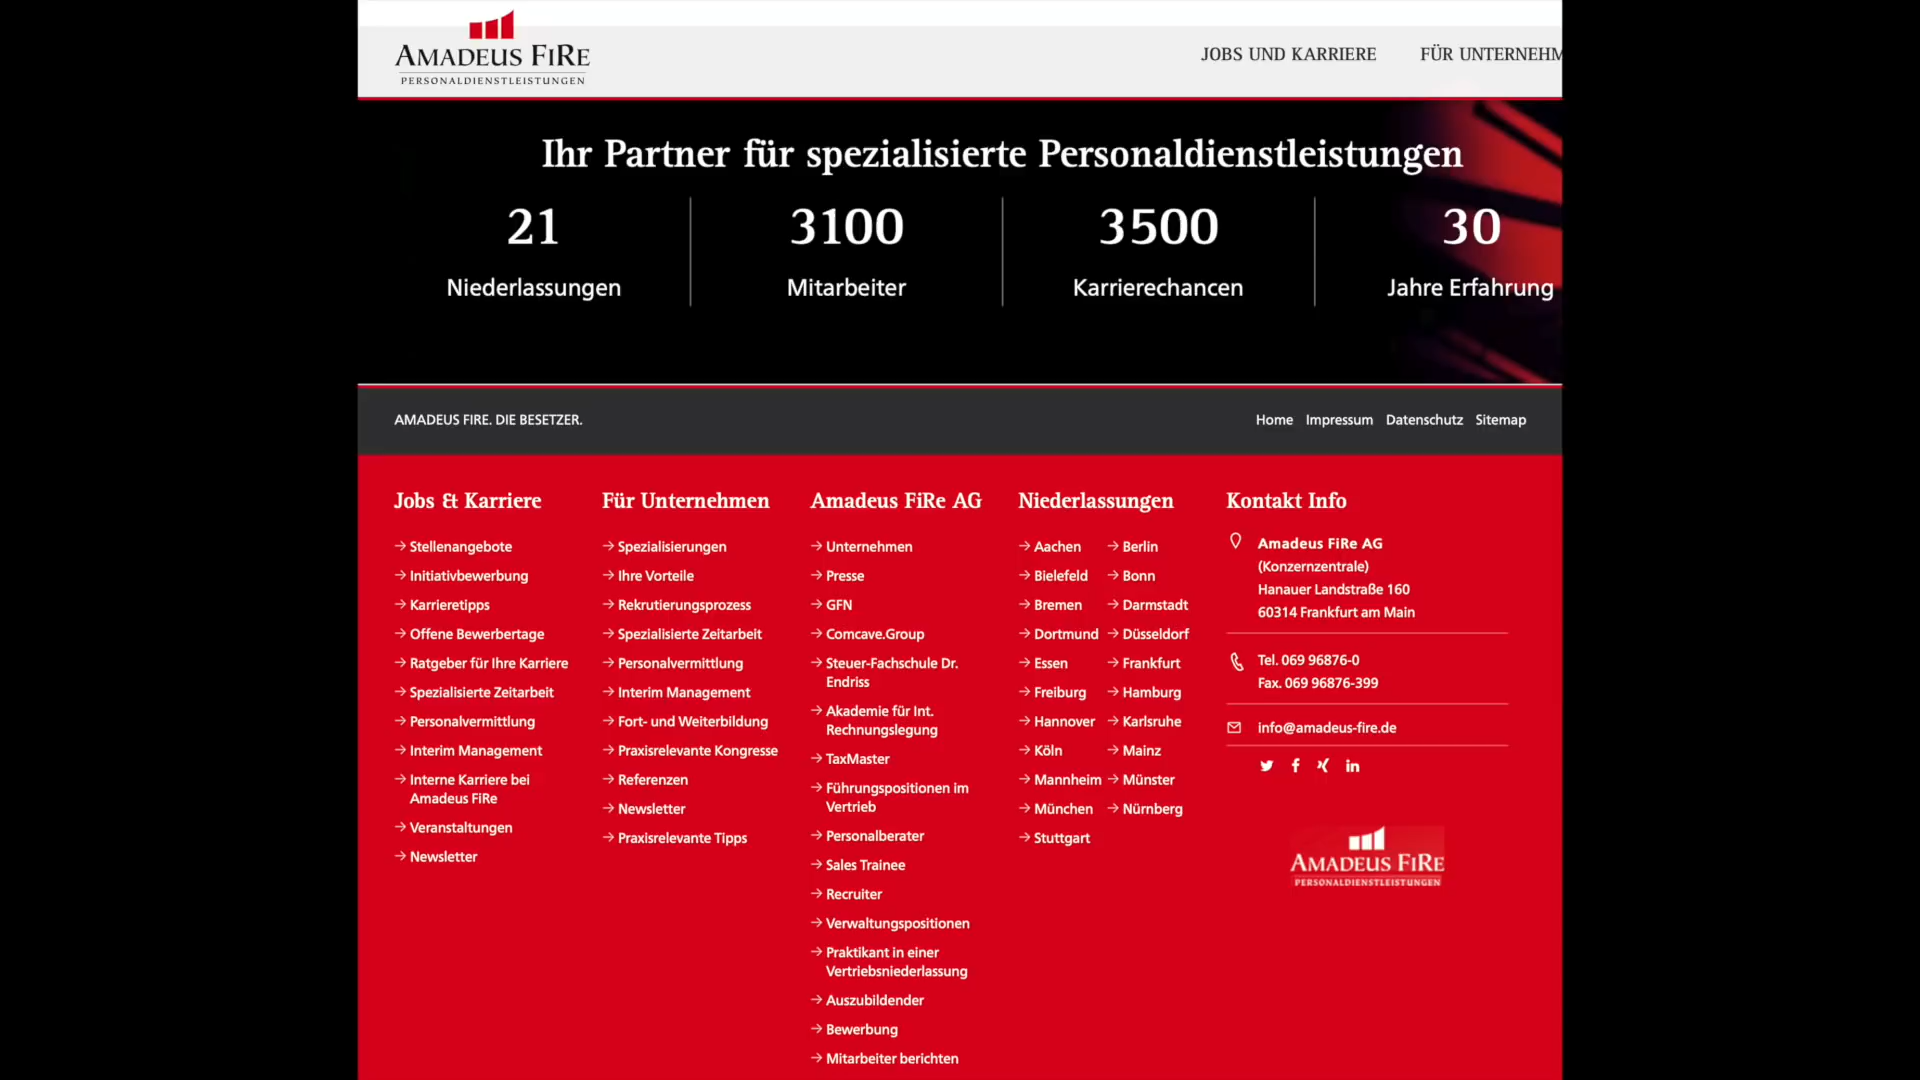 AMADEUS FIRE
PERSONALDIENSTLEISTUNGEN
JOBS UND KARRIERE
FÜR UNTERNEHM
Ihr Partner für spezialisierte Personaldienstleistungen
21
3100
3500
30
Niederlassungen
Mitarbeiter
Karrierechancen
Jahre Erfahrung
AMADEUS FIRE. DIE BESETZER.
Home Impressum Datenschutz Sitemap
Jobs & Karriere
→ Stellenangebote
→ Initiativbewerbung
→ Karrieretipps
→ Offene Bewerbertage
→ Ratgeber für Ihre Karriere
→ Spezialisierte Zeitarbeit
→ Personalvermittlung
→ Interim Management
→ Interne Karriere bei
Amadeus FiRe
→ Veranstaltungen
→ Newsletter
Für Unternehmen
→ Spezialisierungen
→ Ihre Vorteile
→ Rekrutierungsprozess
→ Spezialisierte Zeitarbeit
→ Personalvermittlung
→ Interim Management
→ Fort- und Weiterbildung
→ Praxisrelevante Kongresse
→ Referenzen
→ Newsletter
→ Praxisrelevante Tipps
Amadeus FiRe AG
→ Unternehmen
→ Presse
→ GFN
→ Comcave.Group
→ Steuer-Fachschule Dr.
Endriss
→ Akademie für Int.
Rechnungslegung
→ TaxMaster
→ Führungspositionen im
Vertrieb
→ Personalberater
→ Sales Trainee
→ Recruiter
→ Verwaltungspositionen
→ Praktikant in einer
Vertriebsniederlassung
→ Auszubildender
→ Bewerbung
→ Mitarbeiter berichten
Niederlassungen
→ Aachen → Berlin
→ Bielefeld → Bonn
→ Bremen → Darmstadt
→ Dortmund → Düsseldorf
→ Essen → Frankfurt
→ Freiburg → Hamburg
→ Hannover → Karlsruhe
→ Köln → Mainz
→ Mannheim → Münster
→ München → Nürnberg
→ Stuttgart
Kontakt Info
Amadeus FiRe AG
(Konzernzentrale)
Hanauer Landstraße 160
60314 Frankfurt am Main
Tel. 069 96876-0
Fax. 069 96876-399
info@amadeus-fire.de
AMADEUS FIRE
PERSONALDIENSTLEISTUNGEN